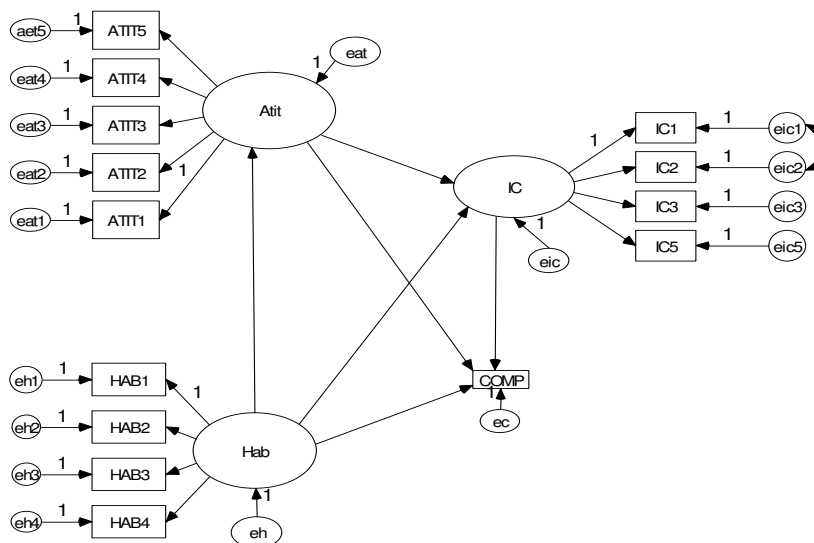 aet5 1 ATIT5
eat4 1 ATIT4
eat3 1 ATIT3
eat2 1 ATIT2
eat1 1 ATIT1
1
Atit
1 eat
1
IC
1
eic
IC1 1 eic1
IC2 1 eic2
IC3 1 eic3
IC5 1 eic5
COMP
1
ec
eh1 1 HAB1
eh2 1 HAB2
eh3 1 HAB3
eh4 1 HAB4
1
Hab
1
eh